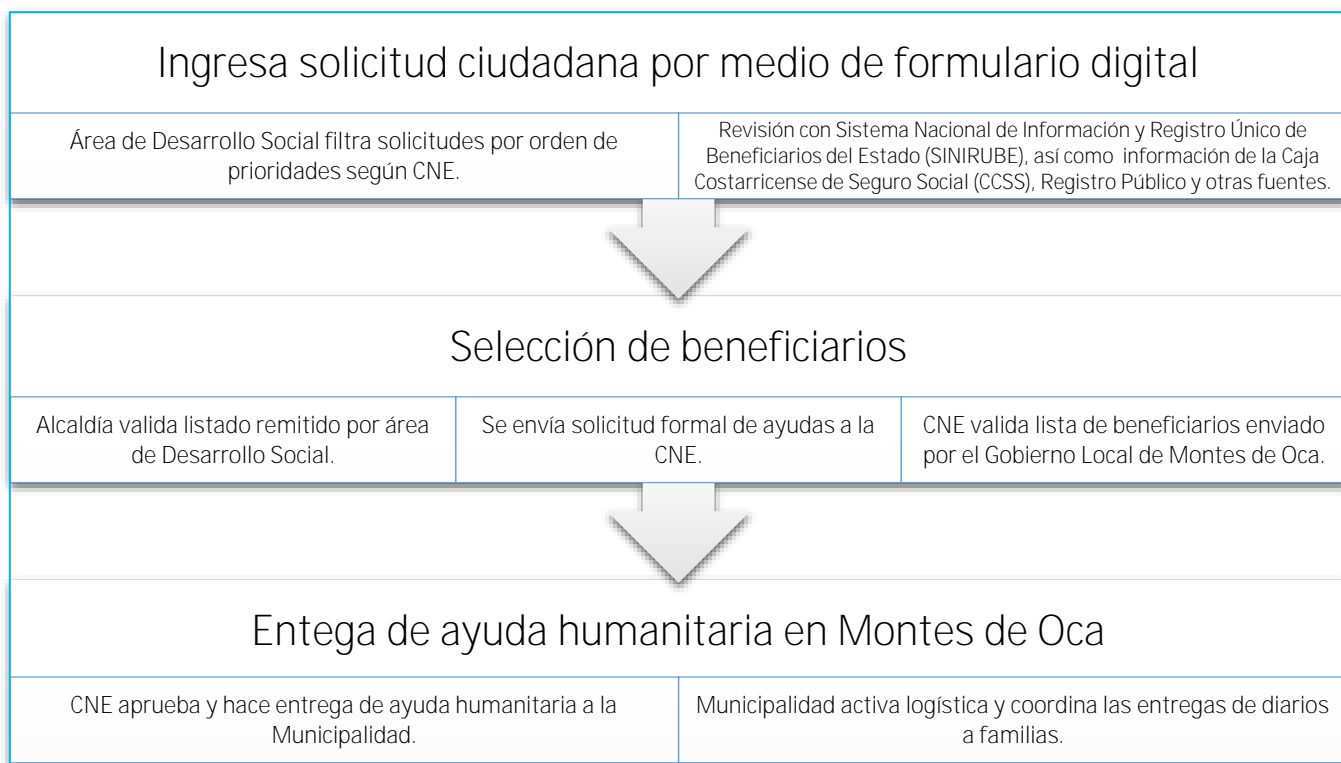 Ingresa solicitud ciudadana por medio de formulario digital
Área de Desarrollo Social filtra solicitudes por orden de
prioridades según CNE.
Revisión con Sistema Nacional de Información y Registro Único de
Beneficiarios del Estado (SINIRUBE), así como información de la Caja
Costarricense de Seguro Social (CCSS), Registro Público y otras fuentes.
Selección de beneficiarios
Alcaldía valida listado remitido por área
de Desarrollo Social.
Se envía solicitud formal de ayudas a la
CNE.
CNE valida lista de beneficiarios enviado
por el Gobierno Local de Montes de Oca.
Entega de ayuda humanitaria en Montes de Oca
CNE aprueba y hace entrega de ayuda humanitaria a la
Municipalidad.
Municipalidad activa logística y coordina las entregas de diarios
a familias.